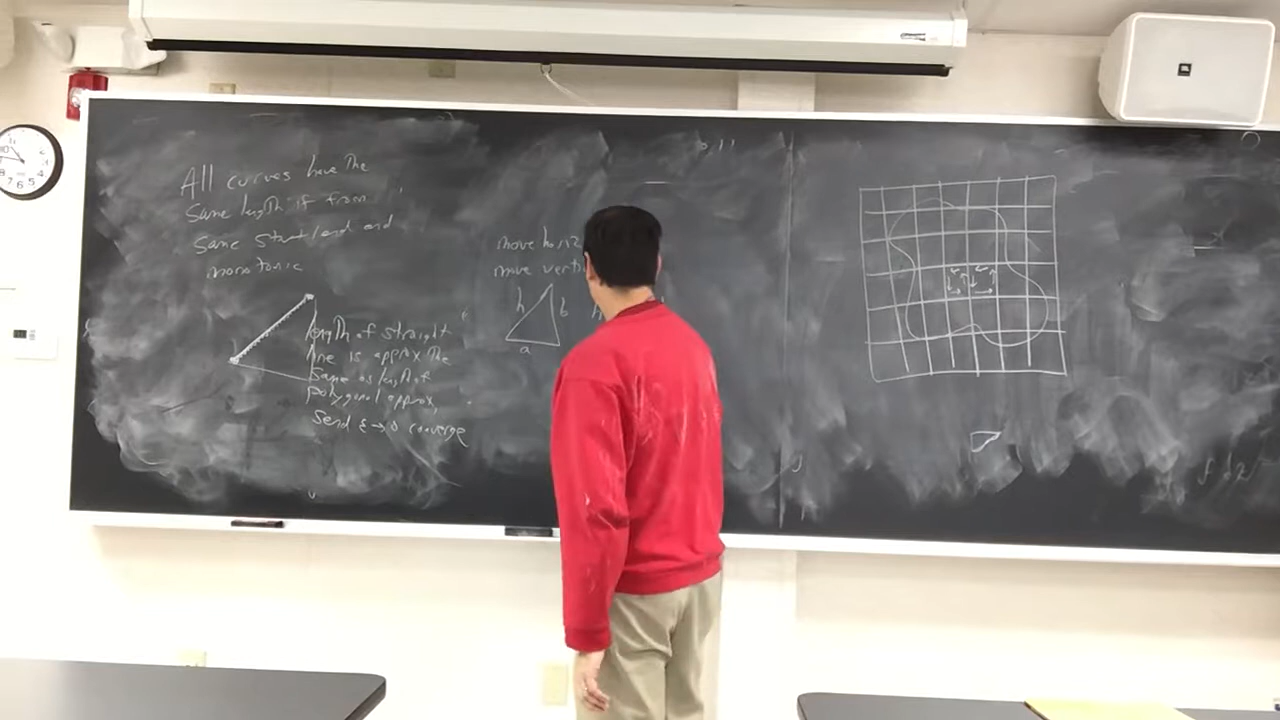 All curves have the
same length if from
same start/end and
monotonic
length of straight
line is approx the
same as length of
polygonal approx,
Send ε→0 converge
move horiz
move verti
h
b
a
h
JBL